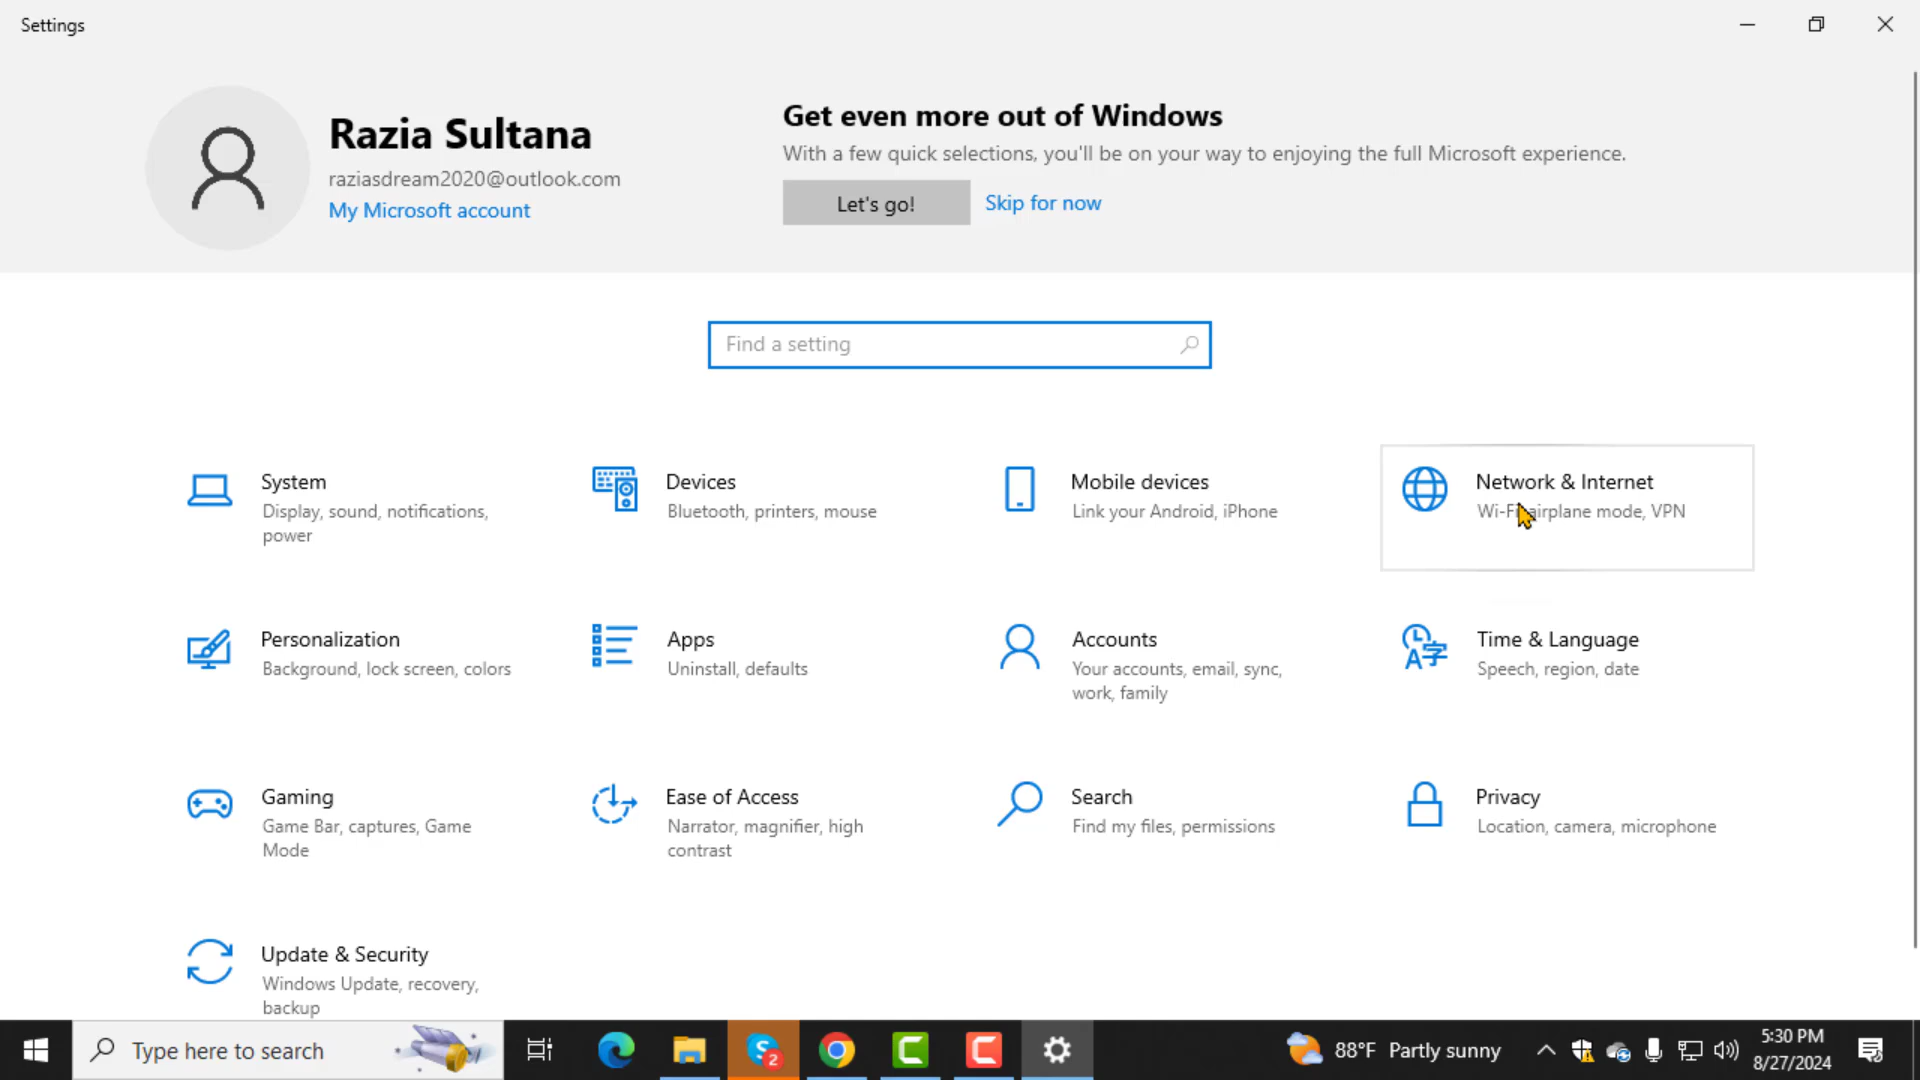 Settings
Razia Sultana
raziasdream2020@outlook.com
My Microsoft account
Get even more out of Windows
With a few quick selections, you'll be on your way to enjoying the full Microsoft experience.
Let's go!
Skip for now
Find a setting
System
Display, sound, notifications,
power
Devices
Bluetooth, printers, mouse
Mobile devices
Link your Android, iPhone
Network & Internet
Wi-Fi, airplane mode, VPN
Personalization
Background, lock screen, colors
Apps
Uninstall, defaults
Accounts
Your accounts, email, sync,
work, family
Time & Language
Speech, region, date
Gaming
Game Bar, captures, Game
Mode
Ease of Access
Narrator, magnifier, high
contrast
Search
Find my files, permissions
Privacy
Location, camera, microphone
Update & Security
Windows Update, recovery,
backup
Type here to search
2
88°F Partly sunny
5:30 PM
8/27/2024